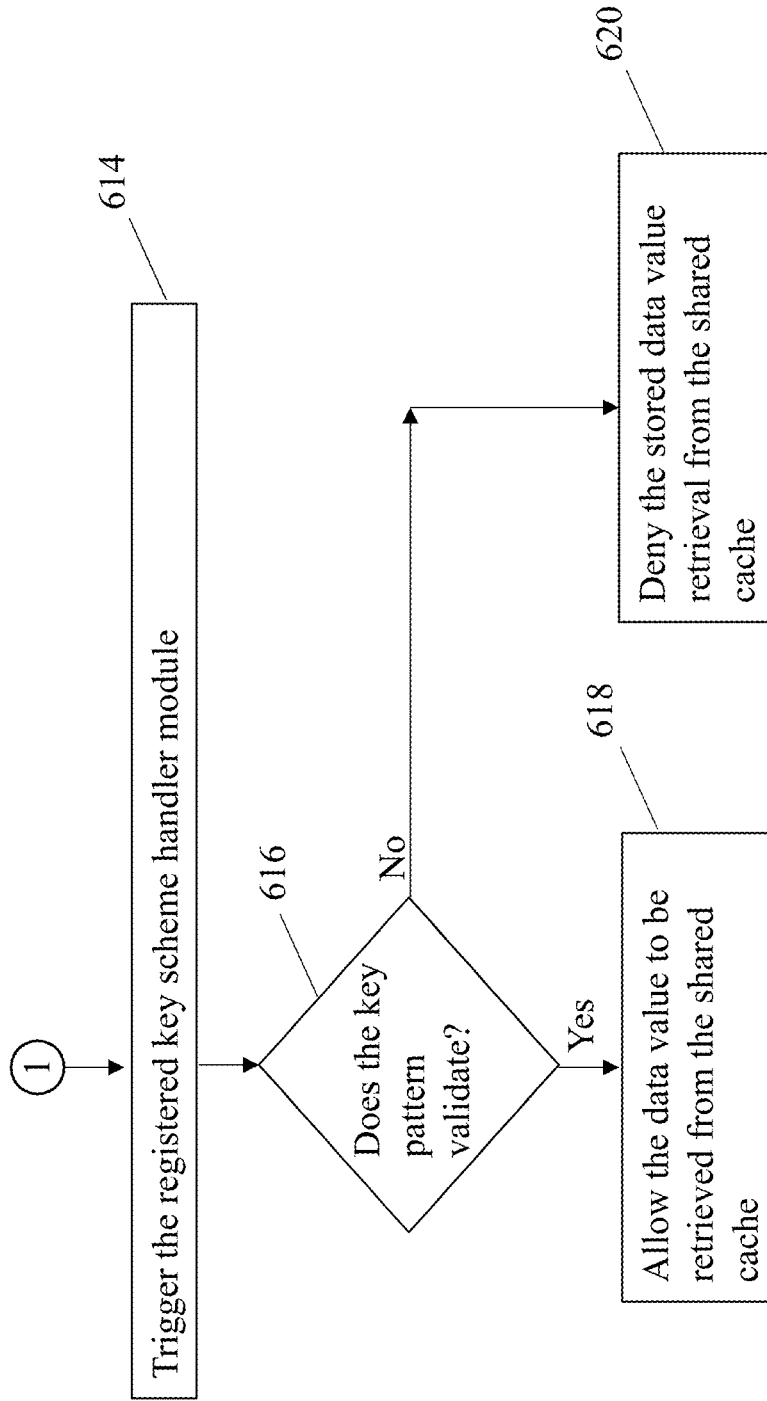 1
614
Trigger the registered key scheme handler module
616
Does the key
pattern
validate?
No
Yes
618
Allow the data value to be
retrieved from the shared
cache
620
Deny the stored data value
retrieval from the shared
cache